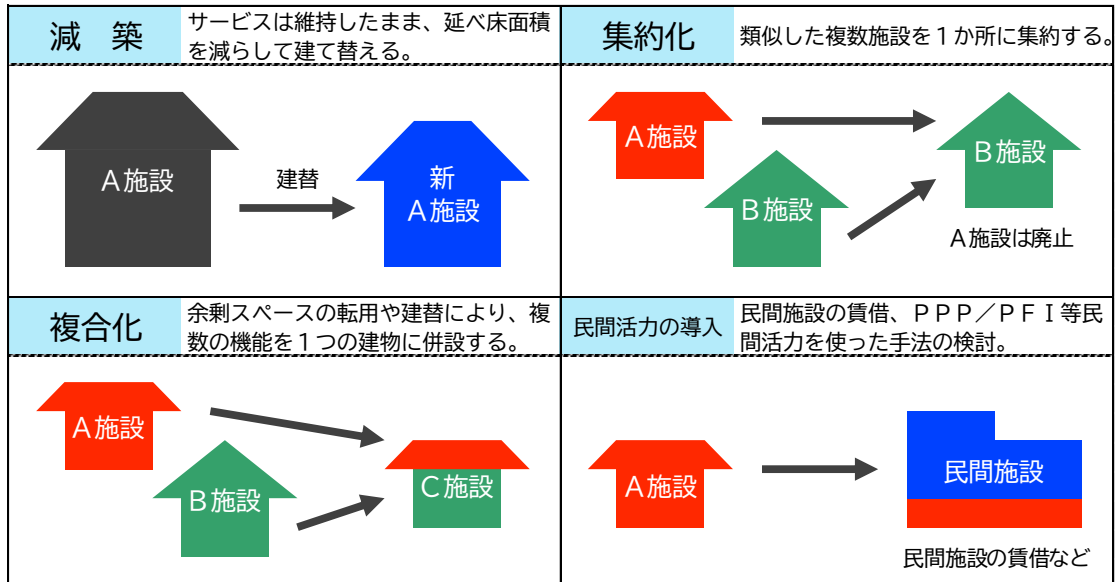 減　築
サービスは維持したまま、延べ床面積
を減らして建て替える。
A施設
建替
新
A施設
集約化
類似した複数施設を１か所に集約する。
A施設
B施設
B施設
A施設は廃止
複合化
余剰スペースの転用や建替により、複
数の機能を１つの建物に併設する。
A施設
B施設
C施設
民間活力の導入
民間施設の賃借、ＰＰＰ／ＰＦＩ等民
間活力を使った手法の検討。
A施設
民間施設
民間施設の賃借など